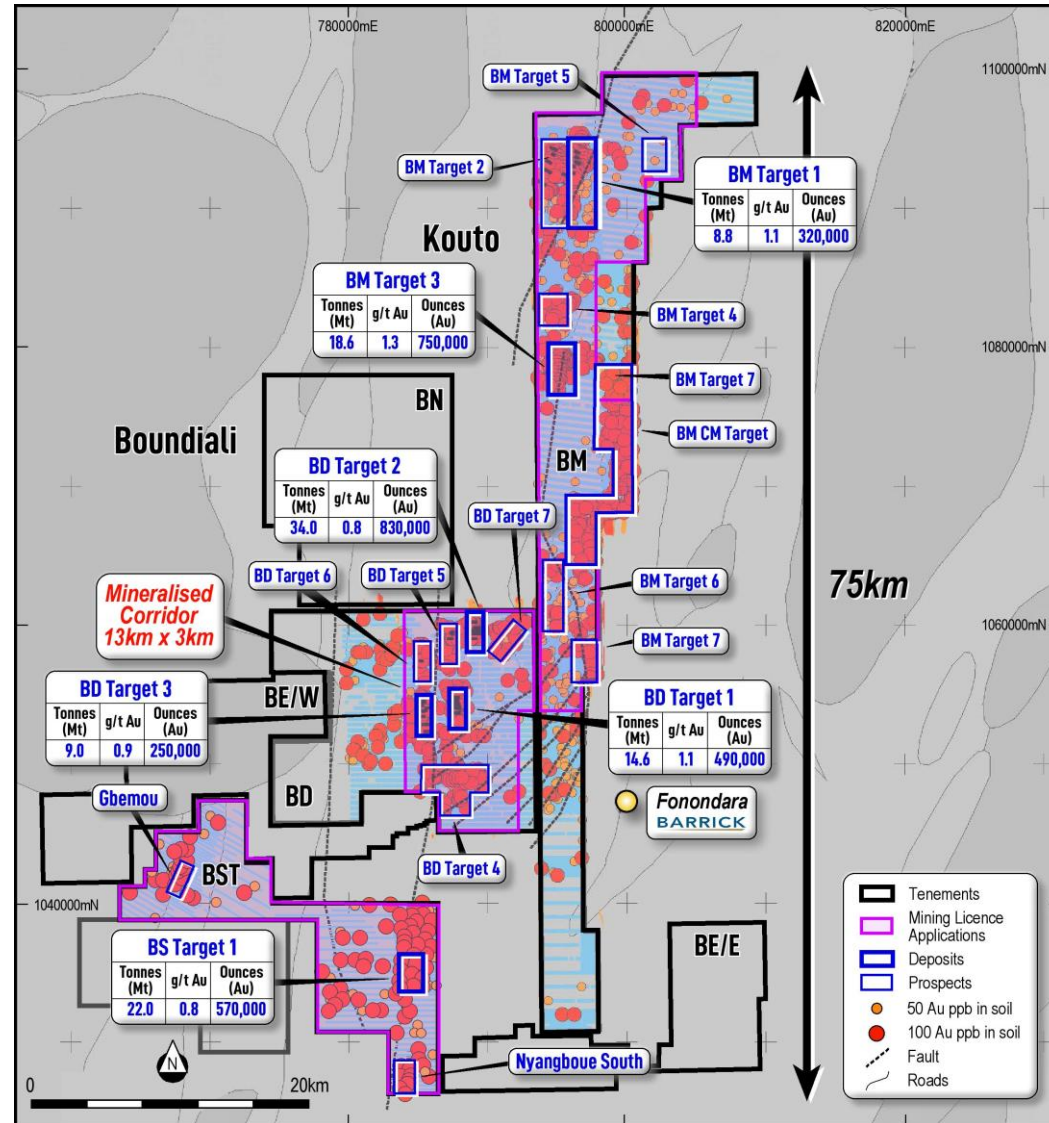 780000mE
800000mE
820000mE
1100000mN
BM Target 5
BM Target 2
BM Target 1
Tonnes (Mt) g/t Au Ounces (Au)
8.8 1.1 320,000
Kouto
BM Target 3
Tonnes (Mt) g/t Au Ounces (Au)
18.6 1.3 750,000
BM Target 4
1080000mN
BM Target 7
BN
BM CM Target
Boundiali
BM
BD Target 2
Tonnes (Mt) g/t Au Ounces (Au)
34.0 0.8 830,000
BD Target 7
BD Target 6
BD Target 5
BM Target 6
75km
Mineralised
Corridor
13km x 3km
1060000mN
BM Target 7
BE/W
BD Target 3
Tonnes (Mt) g/t Au Ounces (Au)
9.0 0.9 250,000
BD Target 1
Tonnes (Mt) g/t Au Ounces (Au)
14.6 1.1 490,000
Gbemou
BD
Fonondara
BARRICK
BD Target 4
BST
1040000mN
BE/E
BS Target 1
Tonnes (Mt) g/t Au Ounces (Au)
22.0 0.8 570,000
Nyangboue South
N
0 20km
Tenements
Mining Licence
Applications
Deposits
Prospects
50 Au ppb in soil
100 Au ppb in soil
Fault
Roads